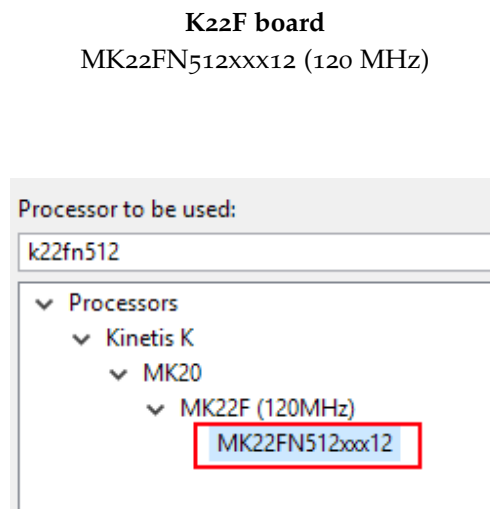 K22F board
MK22FN512xxx12 (120 MHz)
Processor to be used:
k22fn512
Processors
Kinetis K
MK20
MK22F (120MHz)
MK22FN512xxx12